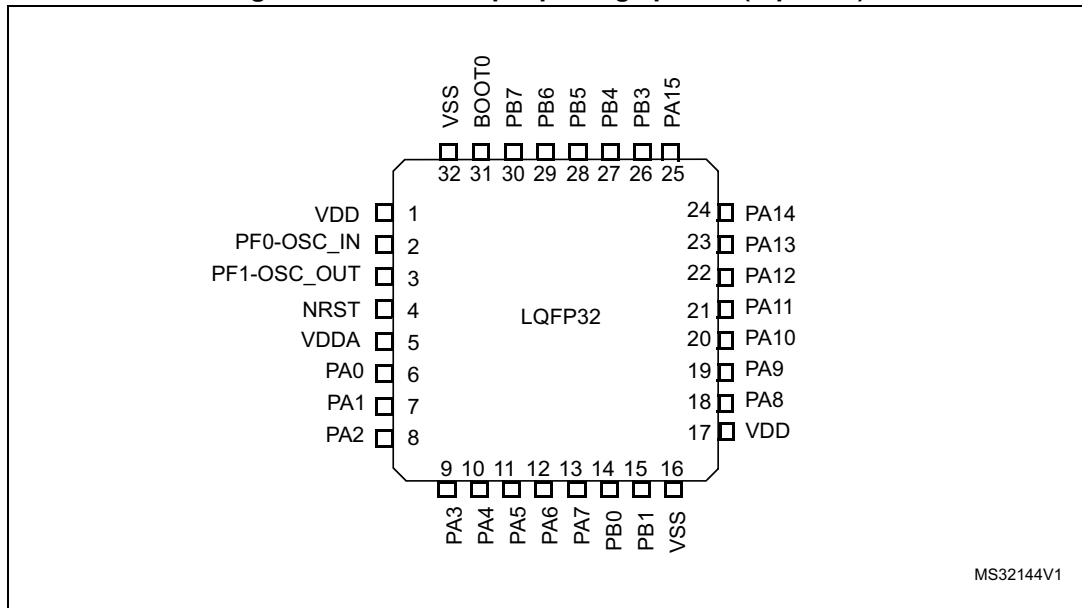 VSS
BOOT0
PB7
PB6
PB5
PB4
PB3
PA15
32 31 30 29 28 27 26 25
VDD 1
PF0-OSC_IN 2
PF1-OSC_OUT 3
NRST 4
VDDA 5
PA0 6
PA1 7
PA2 8
LQFP32
24 PA14
23 PA13
22 PA12
21 PA11
20 PA10
19 PA9
18 PA8
17 VDD
9 10 11 12 13 14 15 16
PA3
PA4
PA5
PA6
PA7
PB0
PB1
VSS
MS32144V1